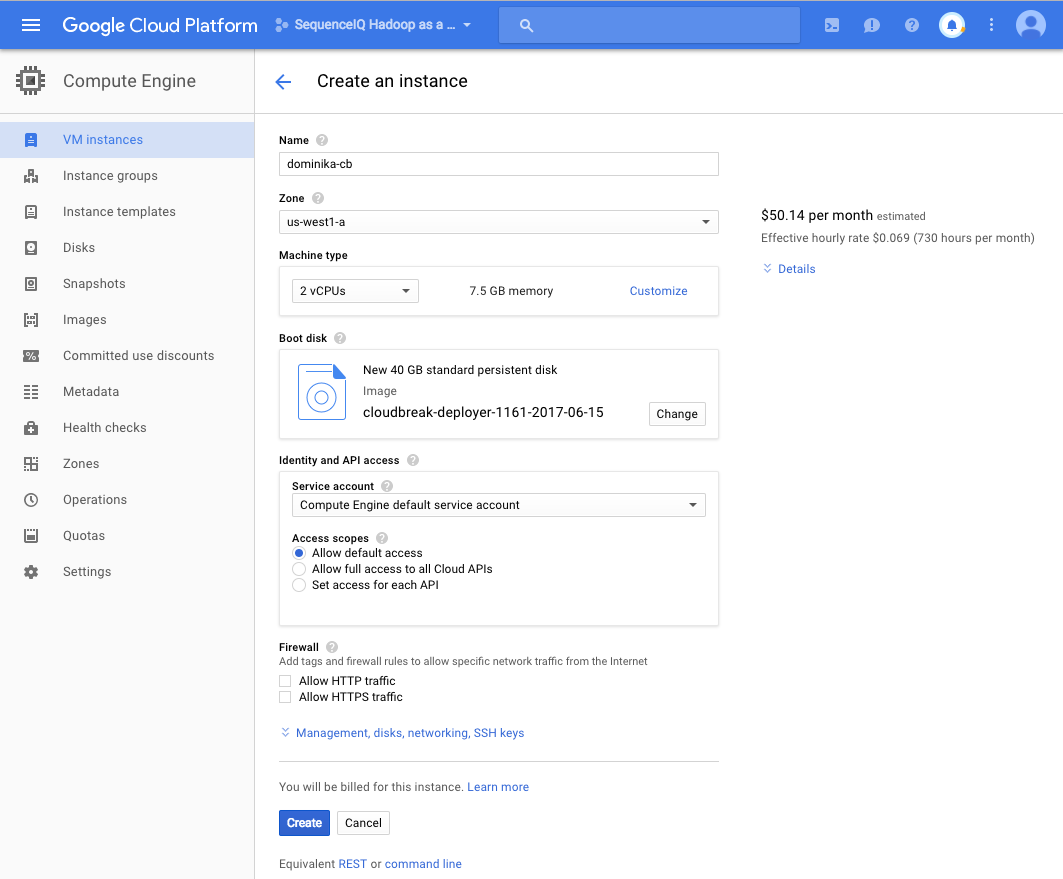 Google Cloud Platform
SequenceIQ Hadoop as a ...
Compute Engine
VM instances
Instance groups
Instance templates
Disks
Snapshots
Images
Committed use discounts
Metadata
Health checks
Zones
Operations
Quotas
Settings
Create an instance
Name
dominika-cb
Zone
us-west1-a
Machine type
2 vCPUs 7.5 GB memory Customize
Boot disk
New 40 GB standard persistent disk
Image
cloudbreak-deployer-1161-2017-06-15
Change
Identity and API access
Service account
Compute Engine default service account
Access scopes
Allow default access
Allow full access to all Cloud APIs
Set access for each API
Firewall
Add tags and firewall rules to allow specific network traffic from the Internet
Allow HTTP traffic
Allow HTTPS traffic
Management, disks, networking, SSH keys
You will be billed for this instance. Learn more
Create Cancel
Equivalent REST or command line
$50.14 per month estimated
Effective hourly rate $0.069 (730 hours per month)
Details